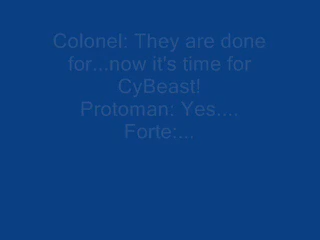 Colonel: They are done
for...now it's time for
CyBeast!
Protoman: Yes....
Forte:...